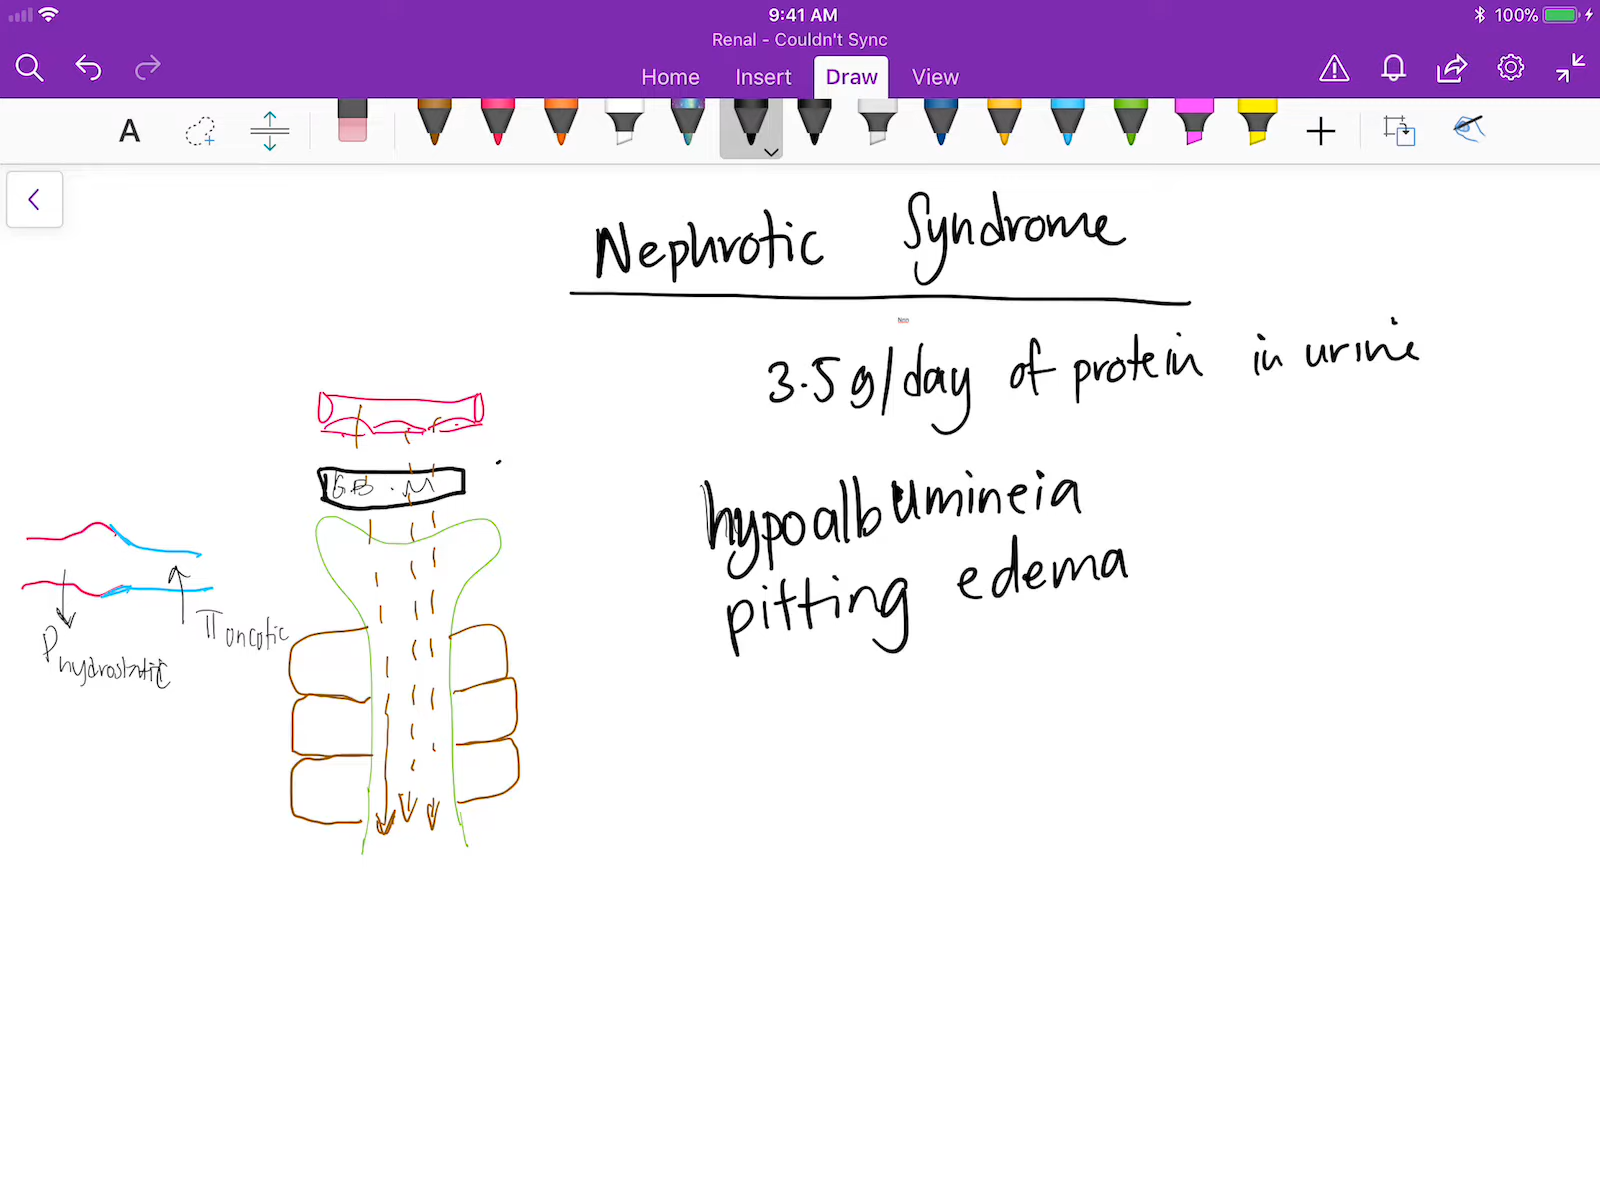 9:41 AM
100%
Renal - Couldn't Sync
Home Insert Draw View
A
Nephrotic Syndrome
Nen
3.5 g/day of protein in urine
G.B.M
hypoalbumineia
pitting edema
P hydrostatic
π oncotic